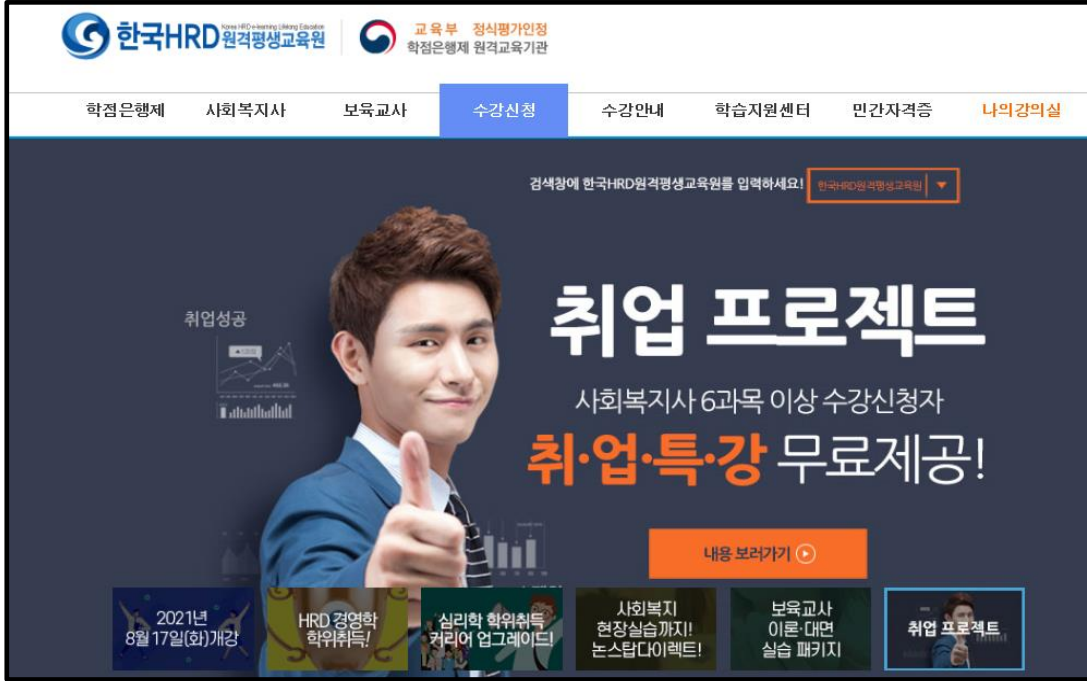 한국HRD 원격평생교육원
Korea HRD e-learning Lifelong Education
교육부 정식평가인정
학점은행제 원격교육기관
학점은행제 사회복지사 보육교사 수강신청 수강안내 학습지원센터 민간자격증 나의강의실
검색창에 한국HRD원격평생교육원를 입력하세요! 한국HRD원격평생교육원
취업성공
취업 프로젝트
사회복지사 6과목 이상 수강신청자
취·업·특·강 무료제공!
내용 보러가기
2021년
8월 17일(화)개강
HRD 경영학
학위취득!
심리학 학위취득
커리어 업그레이드!
사회복지
현장실습까지!
논스탑다이렉트!
보육교사
이론·대면
실습 패키지
취업 프로젝트